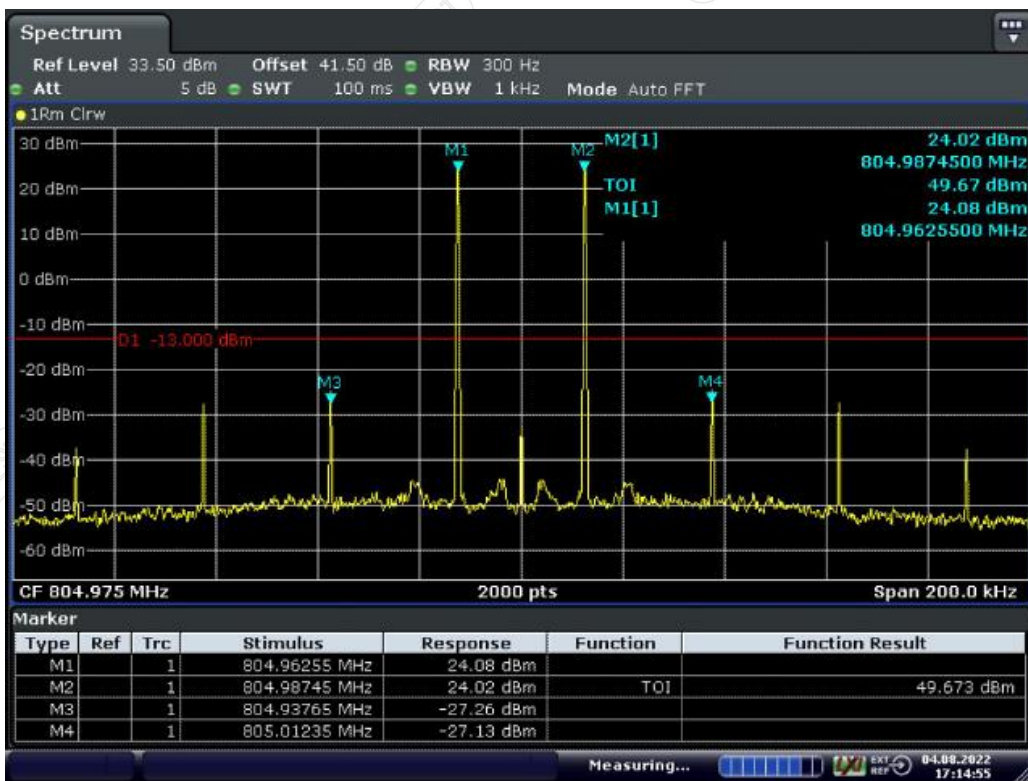 Spectrum
Ref Level 33.50 dBm Offset 41.50 dB RBW 300 Hz
Att 5 dB SWT 100 ms VBW 1 kHz Mode Auto FFT
1Rm Clrw
M2[1] 24.02 dBm
804.9874500 MHz
TOI 49.67 dBm
M1[1] 24.08 dBm
804.9625500 MHz
30 dBm
M1
M2
20 dBm
10 dBm
0 dBm
-10 dBm
D1 -13.000 dBm
-20 dBm
M3
M4
-30 dBm
-40 dBm
-50 dBm
-60 dBm
CF 804.975 MHz 2000 pts Span 200.0 kHz
Marker
Type Ref Trc Stimulus Response Function Function Result
M1 1 804.96255 MHz 24.08 dBm
M2 1 804.98745 MHz 24.02 dBm TOI 49.673 dBm
M3 1 804.93765 MHz -27.26 dBm
M4 1 805.01235 MHz -27.13 dBm
Measuring... LXI EXT REF 04.08.2022
17:14:55